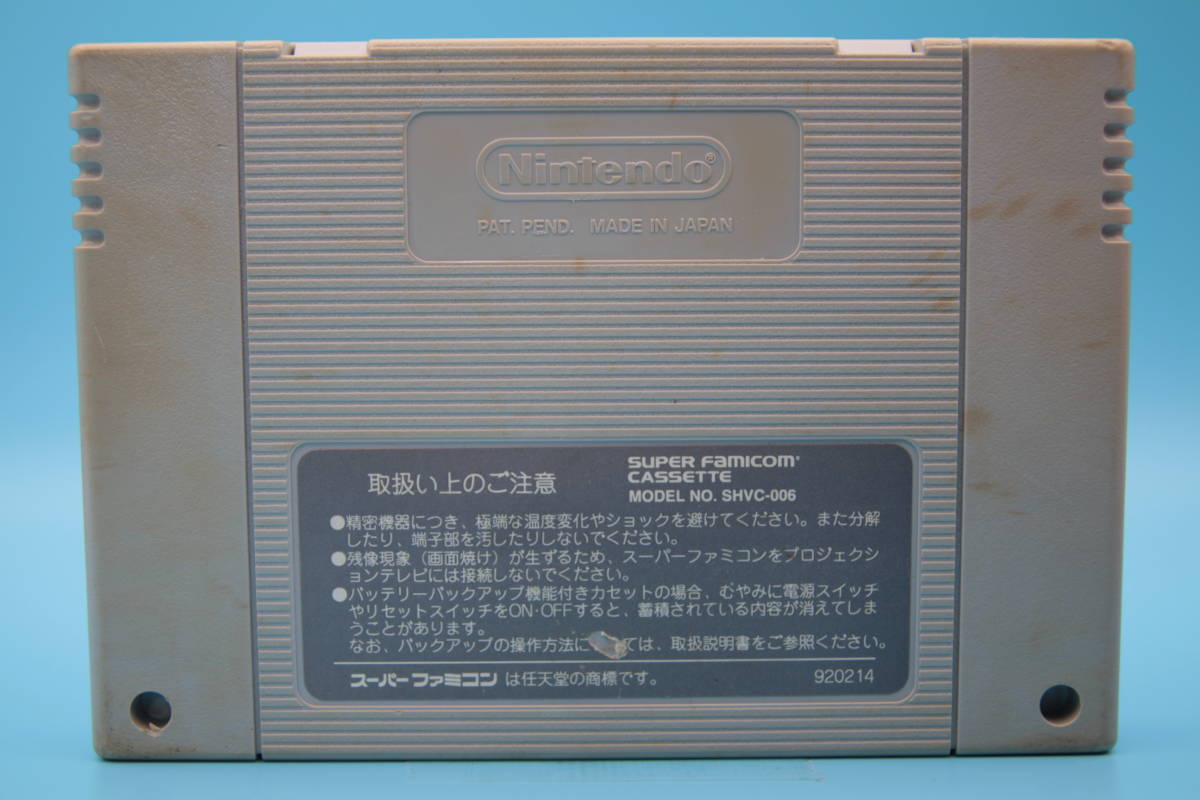 Nintendo®
PAT. PEND. MADE IN JAPAN
取扱い上のご注意
SUPER FAMICOM
CASSETTE
MODEL NO. SHVC-006
●精密機器につき、極端な温度変化やショックを避けてください。また分解
したり、端子部を汚したりしないでください。
●残像現象（画面焼け）が生ずるため、スーパーファミコンをプロジェクシ
ョンテレビには接続しないでください。
●バッテリーバックアップ機能付きカセットの場合、むやみに電源スイッチ
やリセットスイッチをON・OFFすると、蓄積されている内容が消えてしま
うことがあります。
なお、バックアップの操作方法に ては、取扱説明書をご参照ください。
スーパーファミコン は任天堂の商標です。
920214